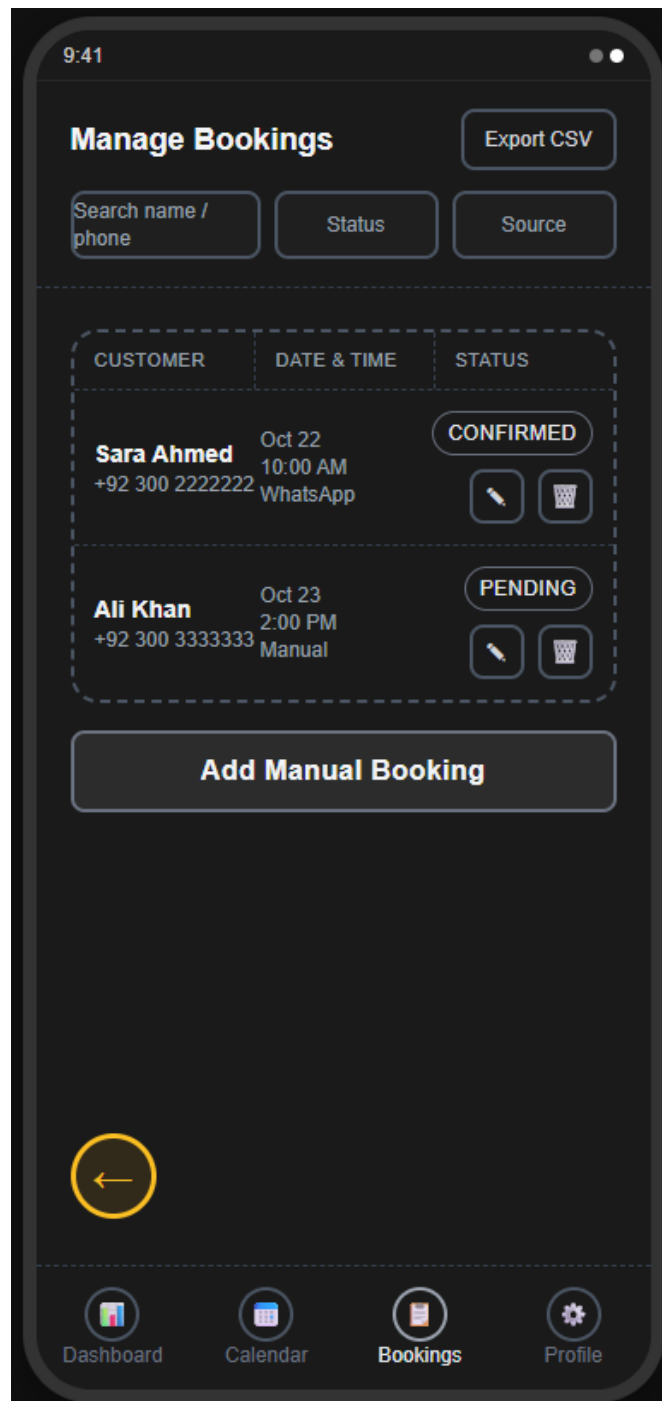 9:41
Manage Bookings
Export CSV
Search name /
phone
Status
Source
CUSTOMER
DATE & TIME
STATUS
Sara Ahmed
+92 300 2222222
Oct 22
10:00 AM
WhatsApp
CONFIRMED
Ali Khan
+92 300 3333333
Oct 23
2:00 PM
Manual
PENDING
Add Manual Booking
Dashboard
Calendar
Bookings
Profile